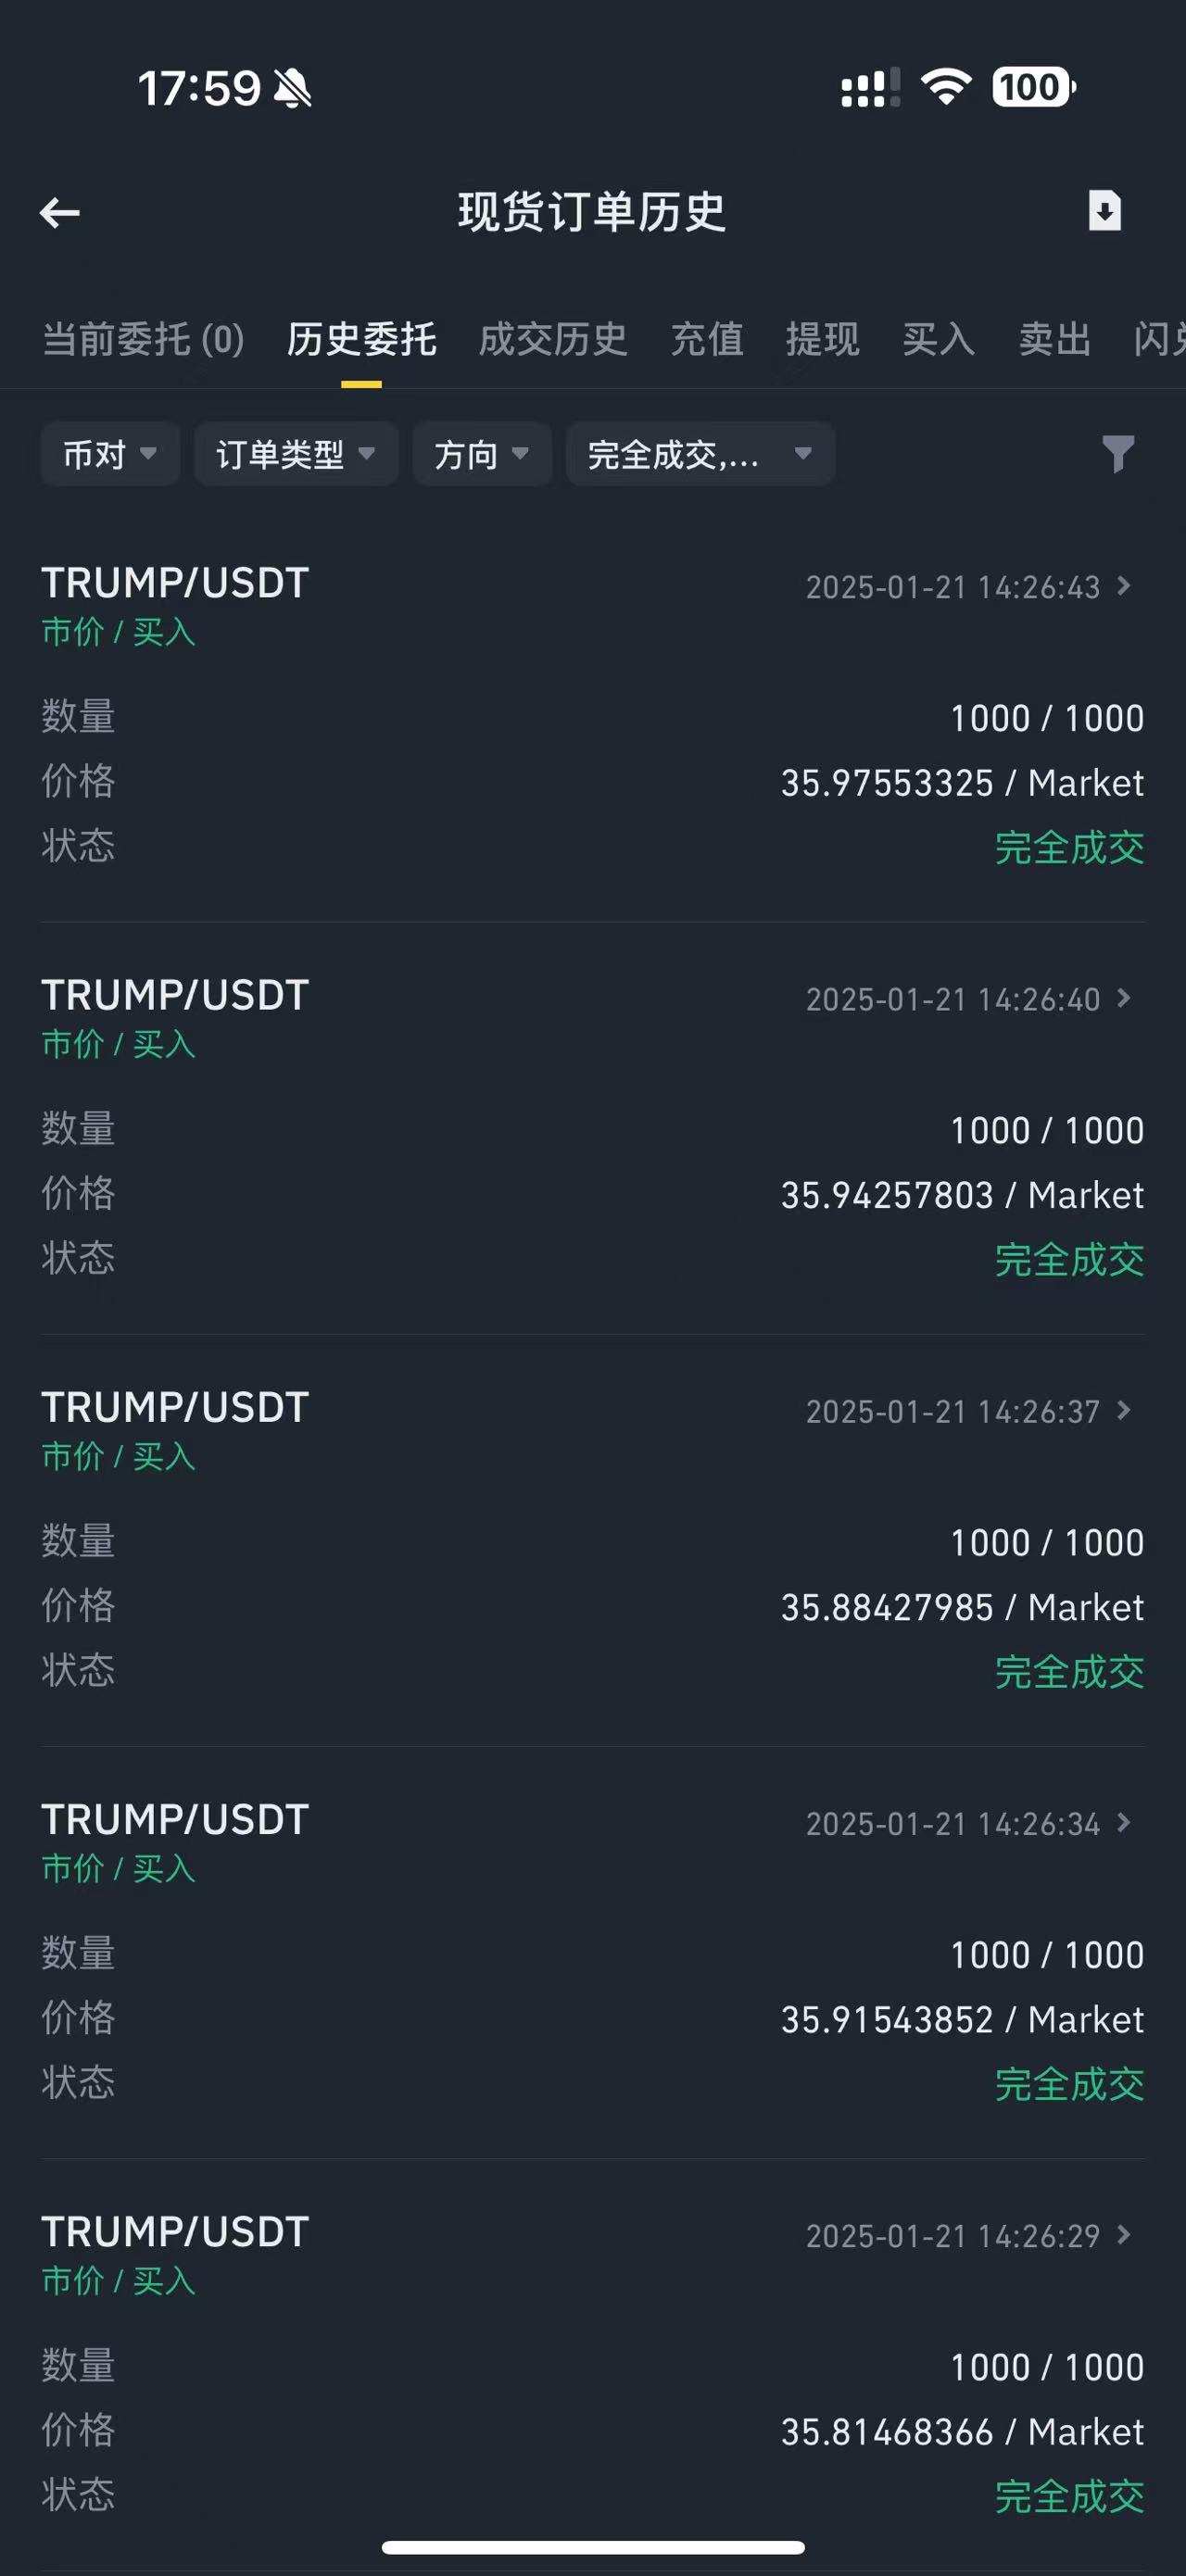 17:59
100
现货订单历史
当前委托 (0) 历史委托 成交历史 充值 提现 买入 卖出 闪兑
币对 订单类型 方向 完全成交,...
TRUMP/USDT 2025-01-21 14:26:43
市价 / 买入
数量 1000 / 1000
价格 35.97553325 / Market
状态 完全成交
TRUMP/USDT 2025-01-21 14:26:40
市价 / 买入
数量 1000 / 1000
价格 35.94257803 / Market
状态 完全成交
TRUMP/USDT 2025-01-21 14:26:37
市价 / 买入
数量 1000 / 1000
价格 35.88427985 / Market
状态 完全成交
TRUMP/USDT 2025-01-21 14:26:34
市价 / 买入
数量 1000 / 1000
价格 35.91543852 / Market
状态 完全成交
TRUMP/USDT 2025-01-21 14:26:29
市价 / 买入
数量 1000 / 1000
价格 35.81468366 / Market
状态 完全成交